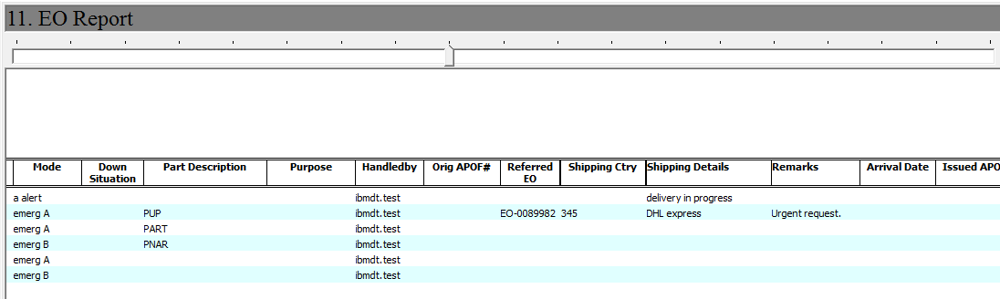 11. EO Report
Mode Down Situation Part Description Purpose Handledby Orig APOF# Referred EO Shipping Ctry Shipping Details Remarks Arrival Date Issued APO
a alert ibmdt.test delivery in progress
emerg A PUP ibmdt.test EO-0089982 345 DHL express Urgent request.
emerg A PART ibmdt.test
emerg B PNAR ibmdt.test
emerg A ibmdt.test
emerg B ibmdt.test